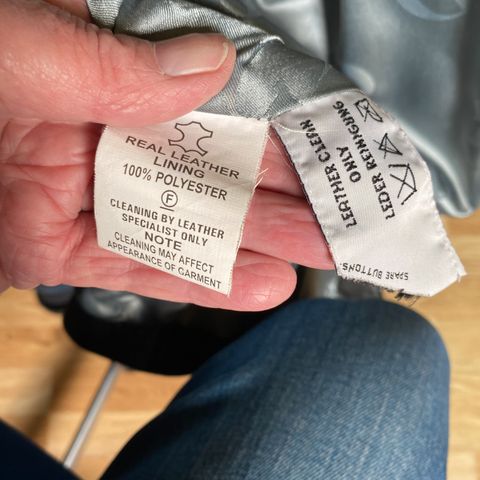 REAL LEATHER
LINING
100% POLYESTER
F
CLEANING BY LEATHER
SPECIALIST ONLY
NOTE
CLEANING MAY AFFECT
APPEARANCE OF GARMENT
LEATHER CLEAN
ONLY
LEDER REINIGUNG
SPARE BUTTONS